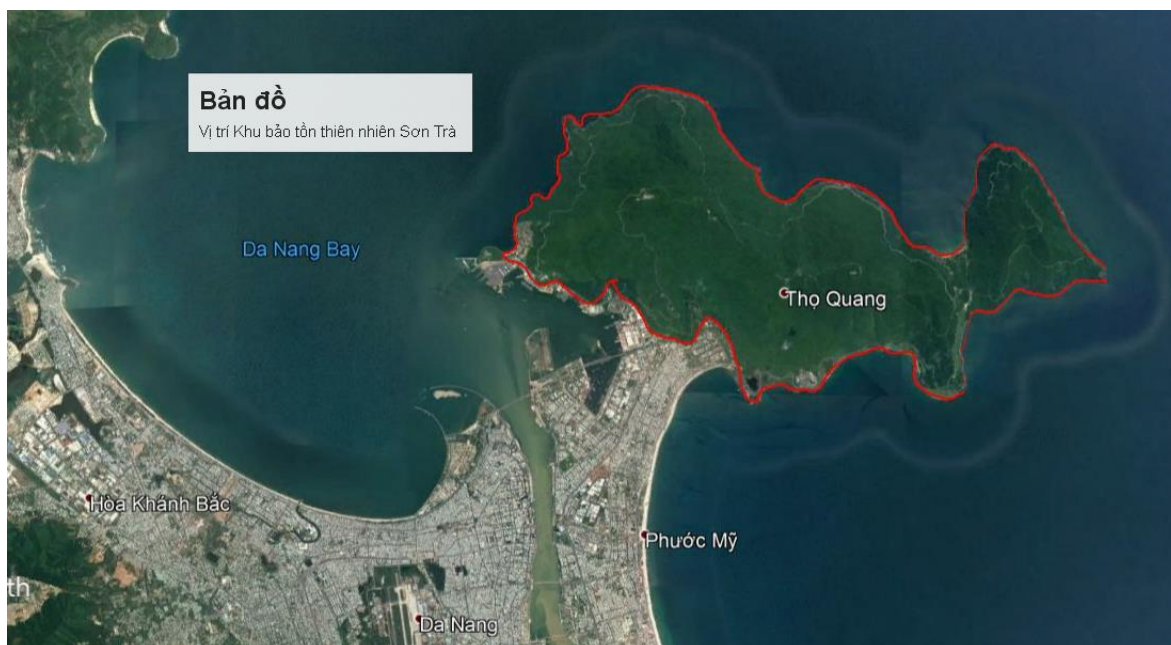 Bản đồ
Vị trí Khu bảo tồn thiên nhiên Sơn Trà
Da Nang Bay
Thọ Quang
Hòa Khánh Bắc
Phước Mỹ
th
Da Nang